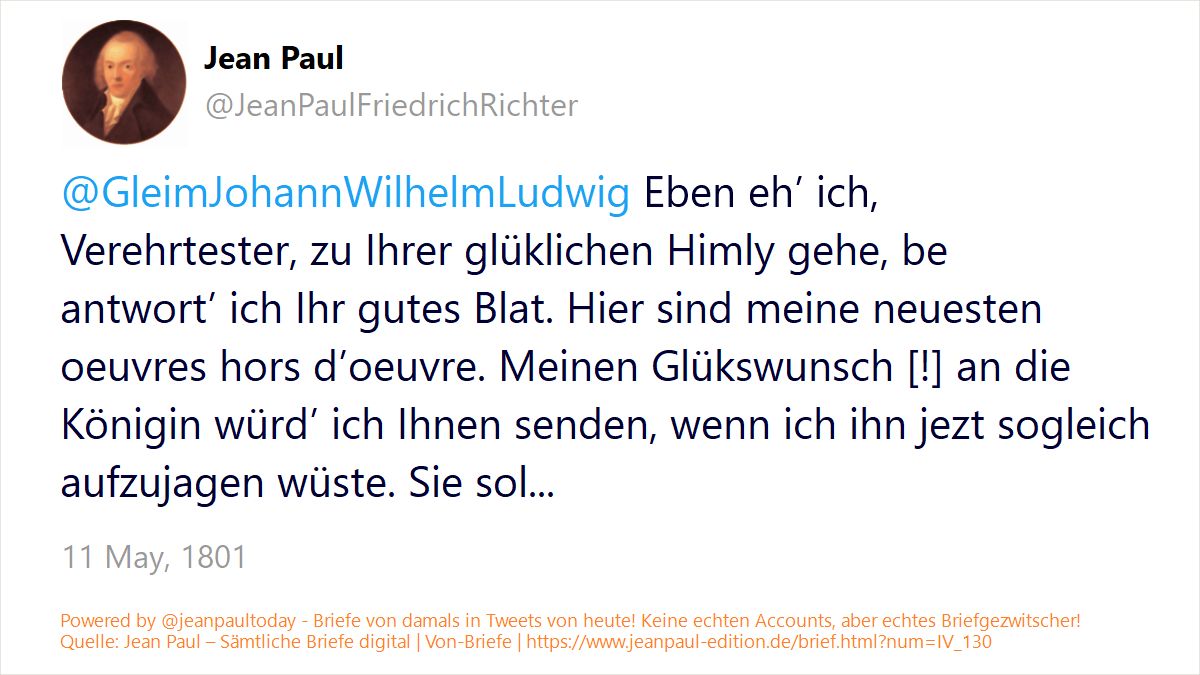 Jean Paul
@JeanPaulFriedrichRichter
@GleimJohannWilhelmLudwig Eben eh’ ich,
Verehrtester, zu Ihrer glüklichen Himly gehe, be
antwort’ ich Ihr gutes Blat. Hier sind meine neuesten
oeuvres hors d’oeuvre. Meinen Glükswunsch [!] an die
Königin würd’ ich Ihnen senden, wenn ich ihn jezt sogleich
aufzujagen wüste. Sie sol...
11 May, 1801
Powered by @jeanpaultoday - Briefe von damals in Tweets von heute! Keine echten Accounts, aber echtes Briefgezwitscher!
Quelle: Jean Paul – Sämtliche Briefe digital | Von-Briefe | https://www.jeanpaul-edition.de/brief.html?num=IV_130